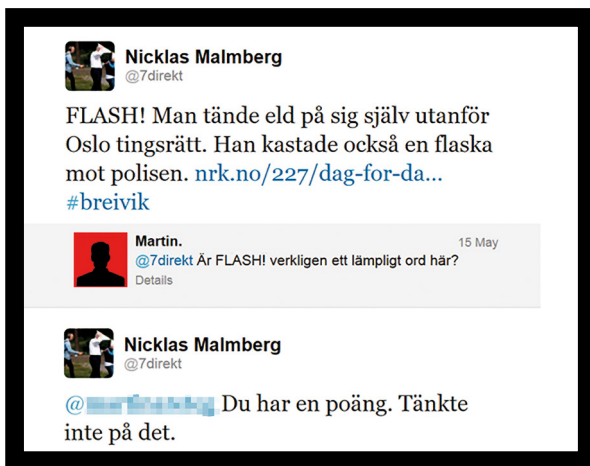 Nicklas Malmberg
@7direkt
FLASH! Man tände eld på sig själv utanför
Oslo tingsrätt. Han kastade också en flaska
mot polisen. nrk.no/227/dag-for-da...
#breivik
Martin. 15 May
@7direkt Är FLASH! verkligen ett lämpligt ord här?
Details
Nicklas Malmberg
@7direkt
@ Du har en poäng. Tänkte
inte på det.